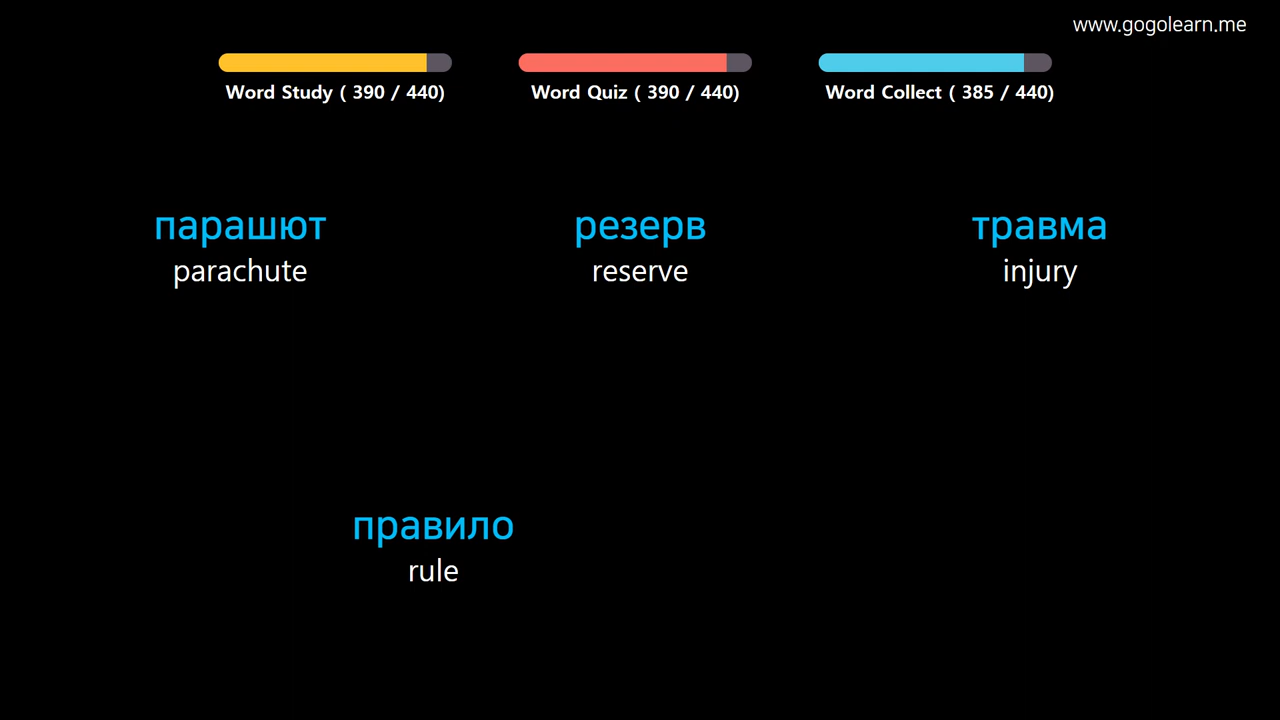 www.gogolearn.me
Word Study ( 390 / 440)
Word Quiz ( 390 / 440)
Word Collect ( 385 / 440)
парашют
parachute
резерв
reserve
травма
injury
правило
rule